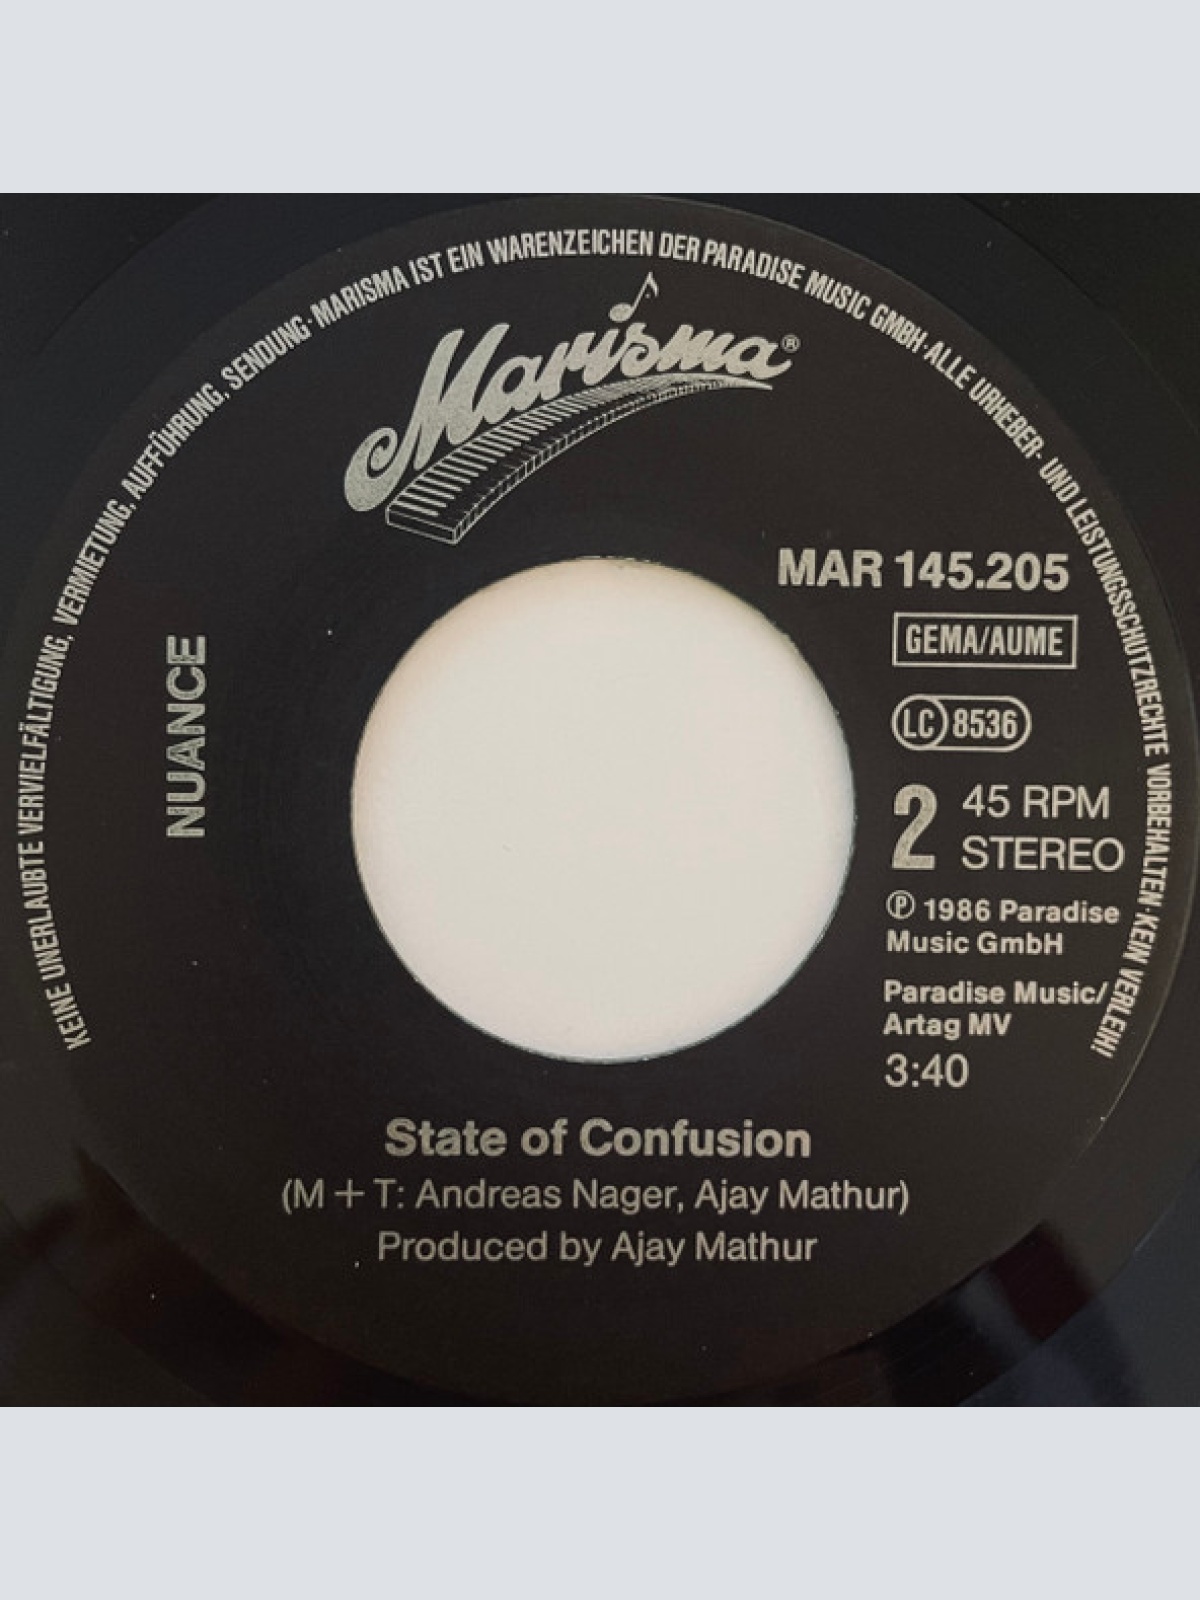 KEINE UNERLAUBTE VERVIELFÄLTIGUNG, VERMIETUNG, AUFFÜHRUNG, SENDUNG · MARISMA IST EIN WARENZEICHEN DER PARADISE MUSIC GMBH · ALLE URHEBER- UND LEISTUNGSSCHUTZRECHTE VORBEHALTEN · KEIN VERLEIH!
Marisma®
MAR 145.205
GEMA/AUME
LC 8536
NUANCE
2 45 RPM
STEREO
℗ 1986 Paradise
Music GmbH
Paradise Music/
Artag MV
3:40
State of Confusion
(M + T: Andreas Nager, Ajay Mathur)
Produced by Ajay Mathur